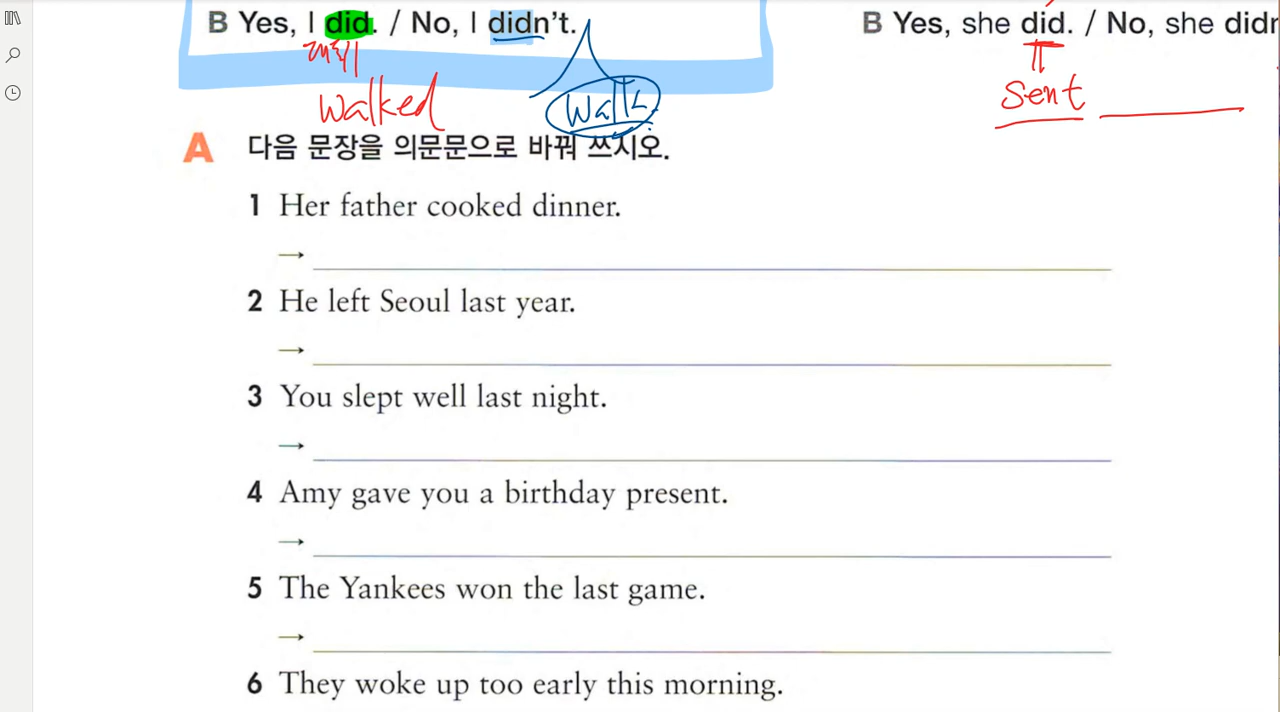 B Yes, I did. / No, I didn't.
B Yes, she did. / No, she didn
walked
walk
sent
A 다음 문장을 의문문으로 바꿔 쓰시오.
1 Her father cooked dinner.
→
2 He left Seoul last year.
→
3 You slept well last night.
→
4 Amy gave you a birthday present.
→
5 The Yankees won the last game.
→
6 They woke up too early this morning.